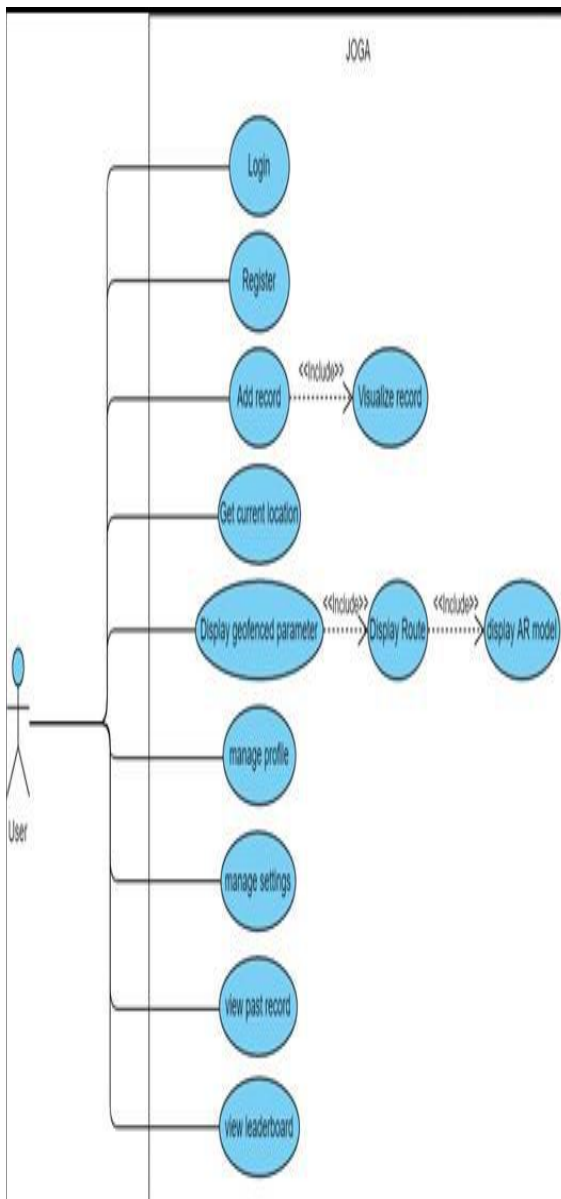 JOGA
Login
Register
<<Include>>
Add record
Visualize record
Get current location
<<Include>>
<<Include>>
Display geofenced parameter
Display Route
display AR model
manage profile
User
manage settings
view past record
view leaderboard